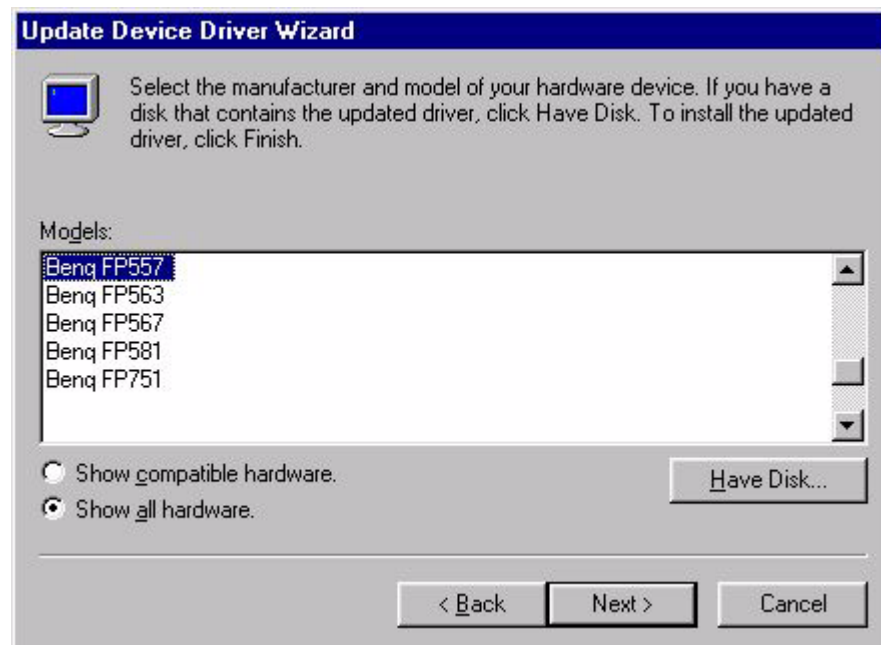 Update Device Driver Wizard
Select the manufacturer and model of your hardware device. If you have a
disk that contains the updated driver, click Have Disk. To install the updated
driver, click Finish.
Models:
Benq FP557
Benq FP563
Benq FP567
Benq FP581
Benq FP751
Show compatible hardware.
Show all hardware.
Have Disk...
< Back
Next >
Cancel